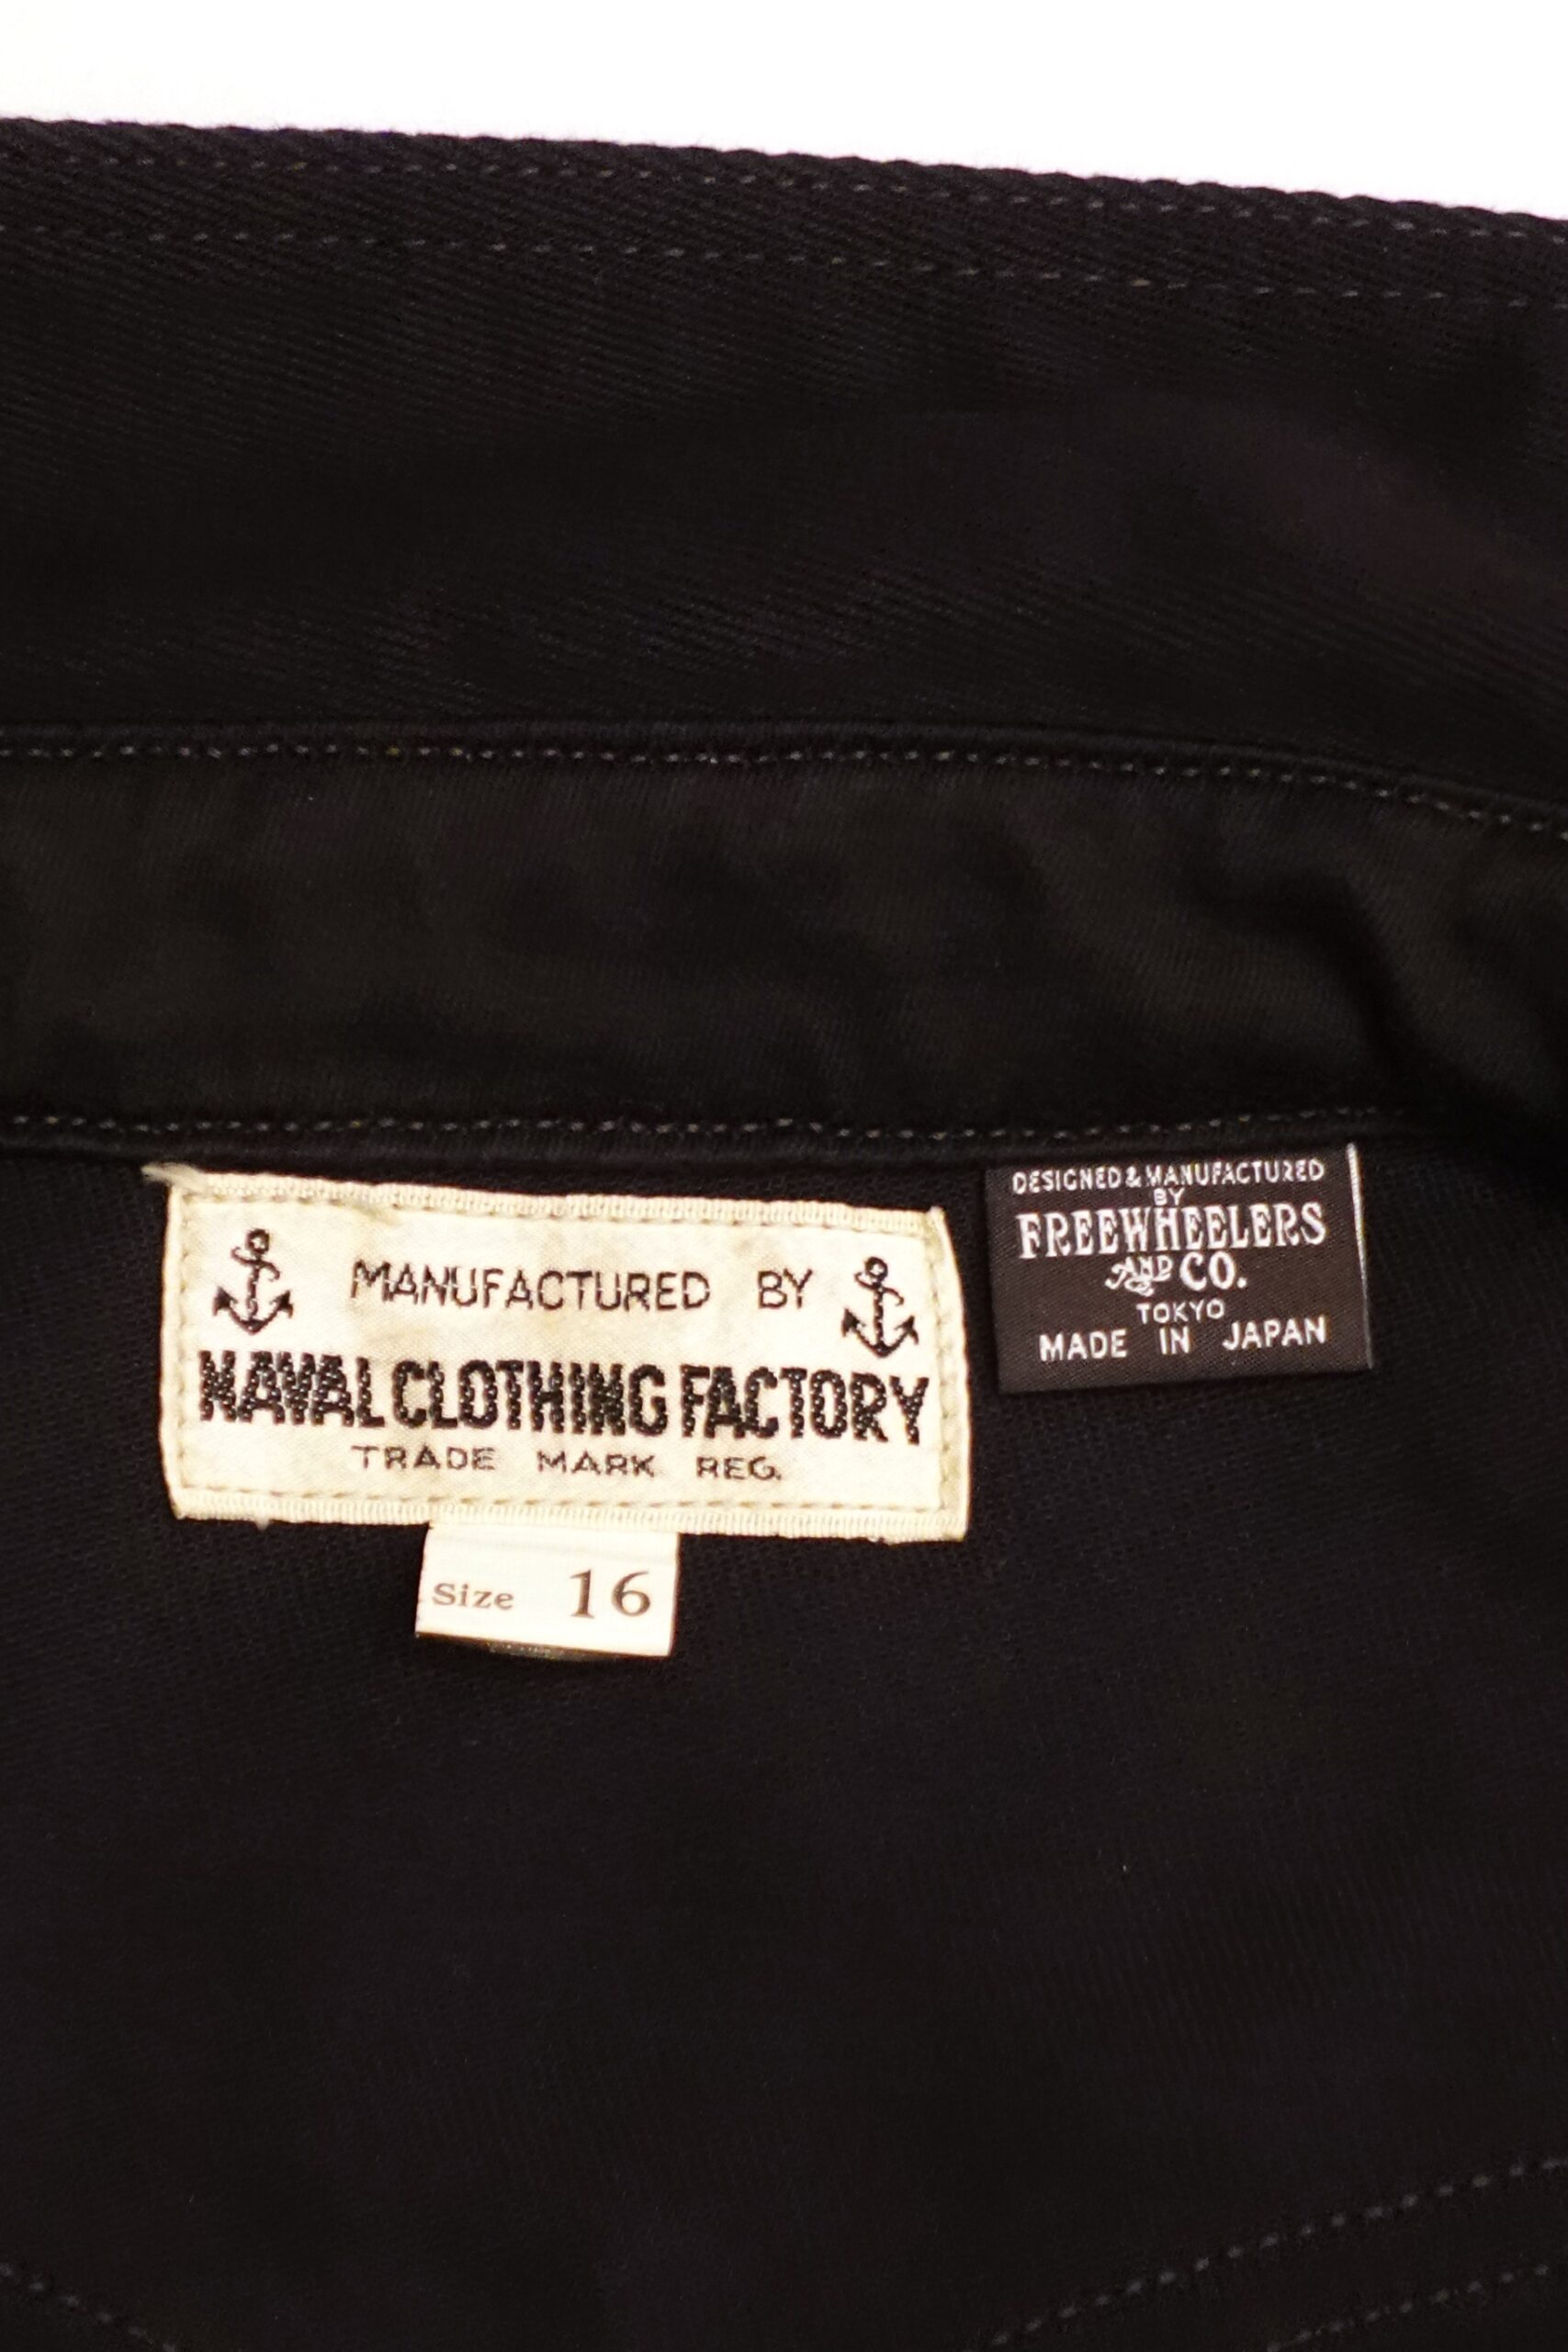 MANUFACTURED BY
NAVAL CLOTHING FACTORY
TRADE MARK REG.
Size 16
DESIGNED & MANUFACTURED
BY
FREEWHEELERS
AND CO.
TOKYO
MADE IN JAPAN